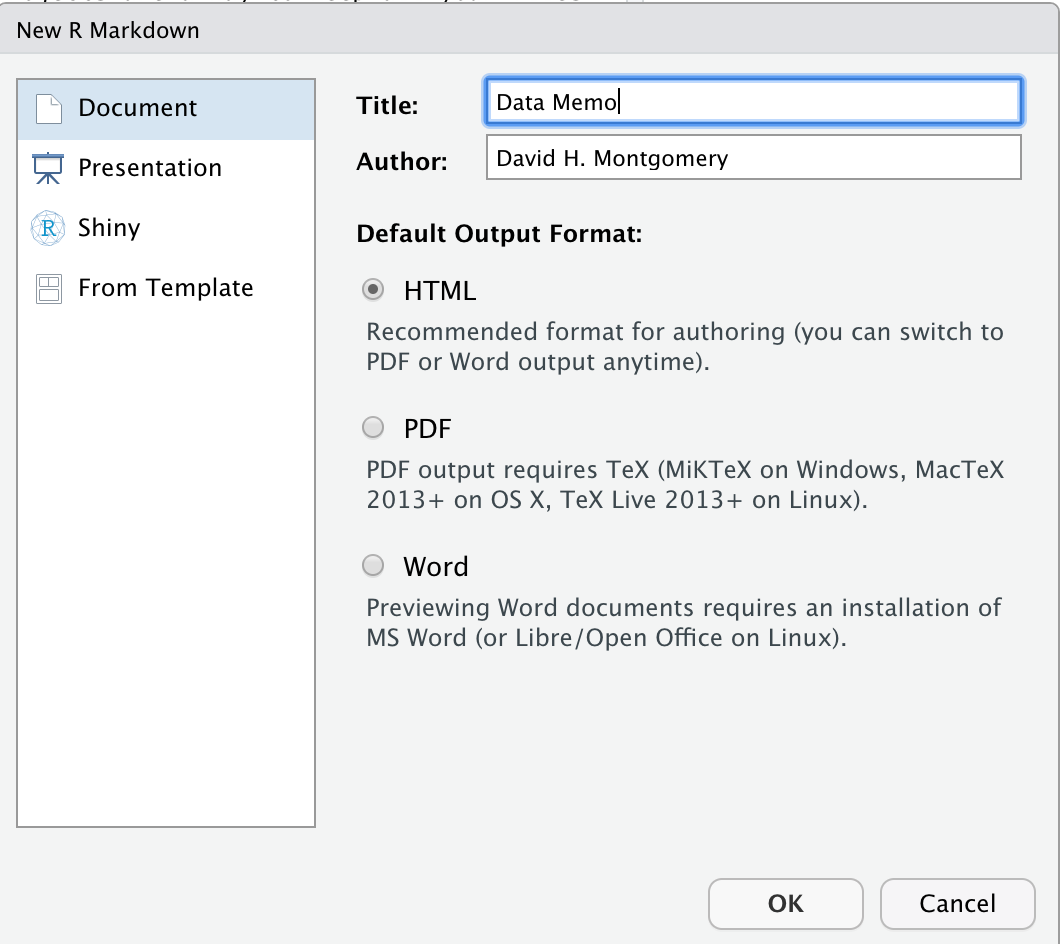 New R Markdown
Document
Presentation
R
Shiny
From Template
Title:
Data Memo
Author:
David H. Montgomery
Default Output Format:
HTML
Recommended format for authoring (you can switch to
PDF or Word output anytime).
PDF
PDF output requires TeX (MiKTeX on Windows, MacTeX
2013+ on OS X, TeX Live 2013+ on Linux).
Word
Previewing Word documents requires an installation of
MS Word (or Libre/Open Office on Linux).
OK
Cancel